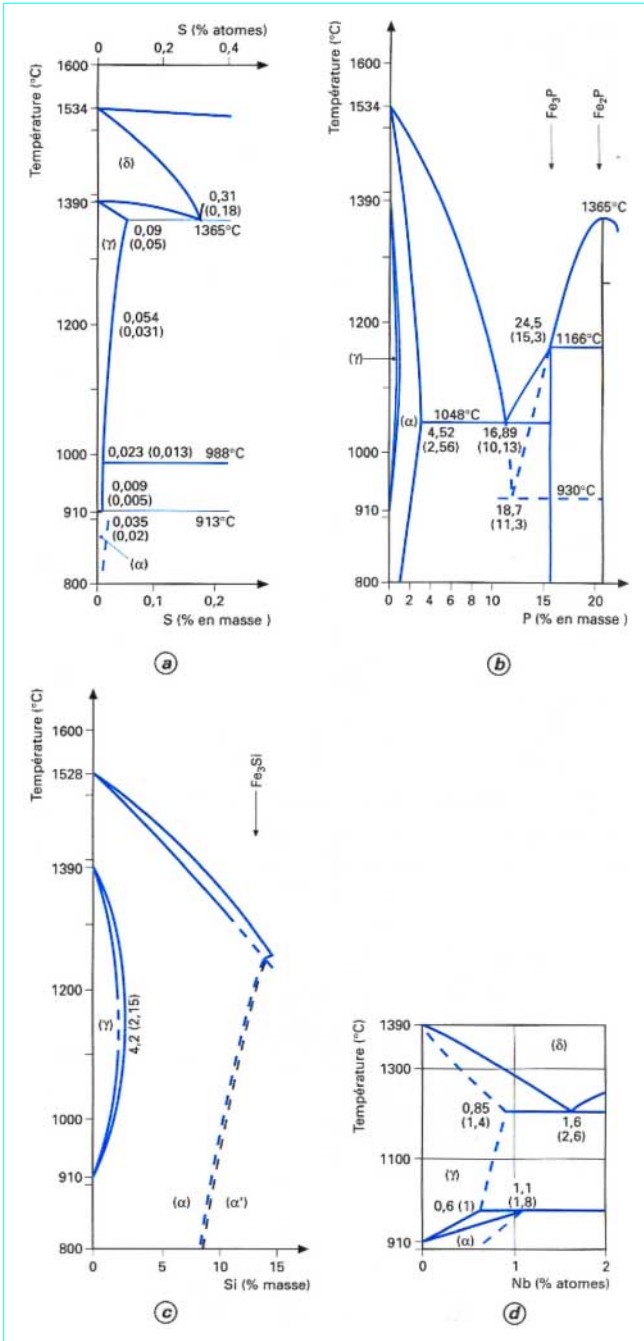 S (% atomes)
0 0,2 0,4
Température (°C)
1600
1534
(δ)
0,31
(0,18)
1390
0,09
(0,05)
1365°C
(γ)
0,054
(0,031)
1200
1000
0,023 (0,013) 988°C
0,009
(0,005)
910
0,035
(0,02)
913°C
(α)
800
0 0,1 0,2
S (% en masse )
a
Température (°C)
1600
1534
Fe₃P
Fe₂P
1390
1365°C
1200
24,5
(15,3)
1166°C
(γ)
(α)
1048°C
4,52
(2,56)
16,89
(10,13)
1000
930°C
910
18,7
(11,3)
800
0 2 4 6 8 10 15 20
P (% en masse)
b
Température (°C)
1600
1528
Fe₃Si
1390
1200
(γ)
4,2 (2,15)
1000
910
(α) (α')
800
0 5 10 15
Si (% masse)
c
Température (°C)
1390
(δ)
1300
0,85
(1,4)
1,6
(2,6)
1100
(γ)
1,1
(1,8)
0,6 (1)
(α)
910
0 1 2
Nb (% atomes)
d